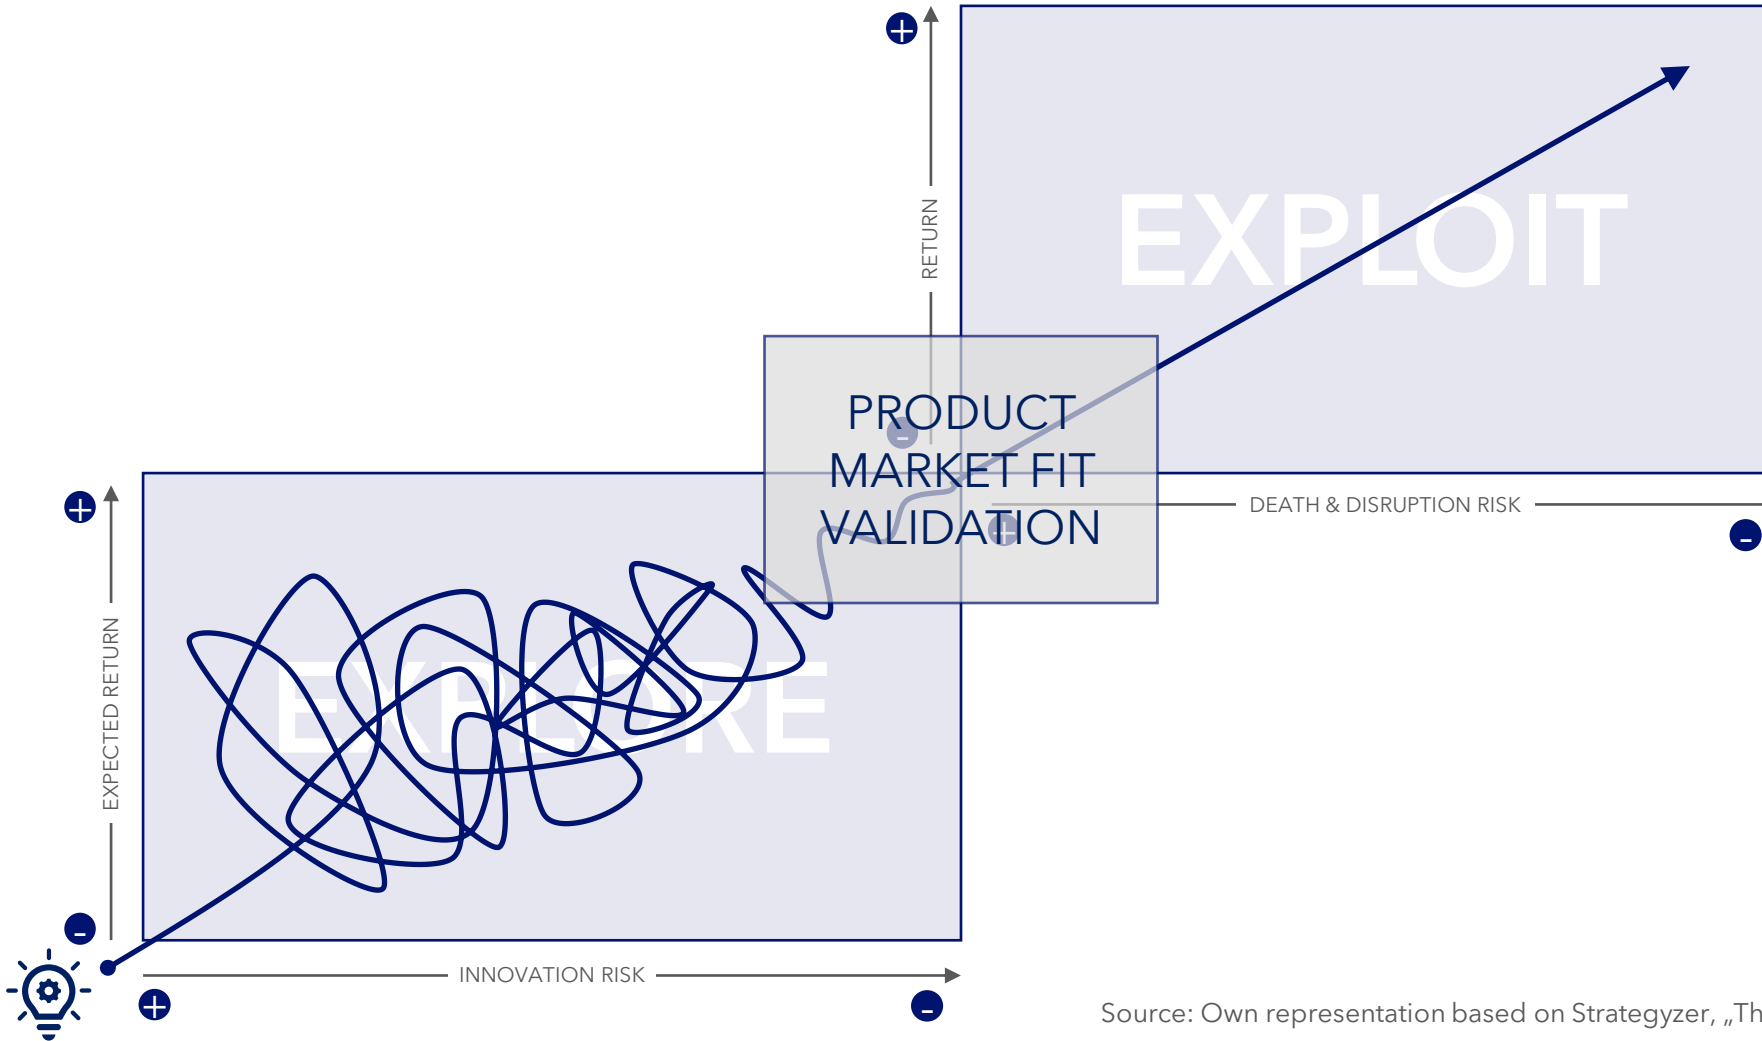 +
RETURN
EXPLOIT
PRODUCT
MARKET FIT
VALIDATION
-
+
DEATH & DISRUPTION RISK
-
+
EXPECTED RETURN
EXPLORE
-
INNOVATION RISK
+
-
Source: Own representation based on Strategyzer, „Th